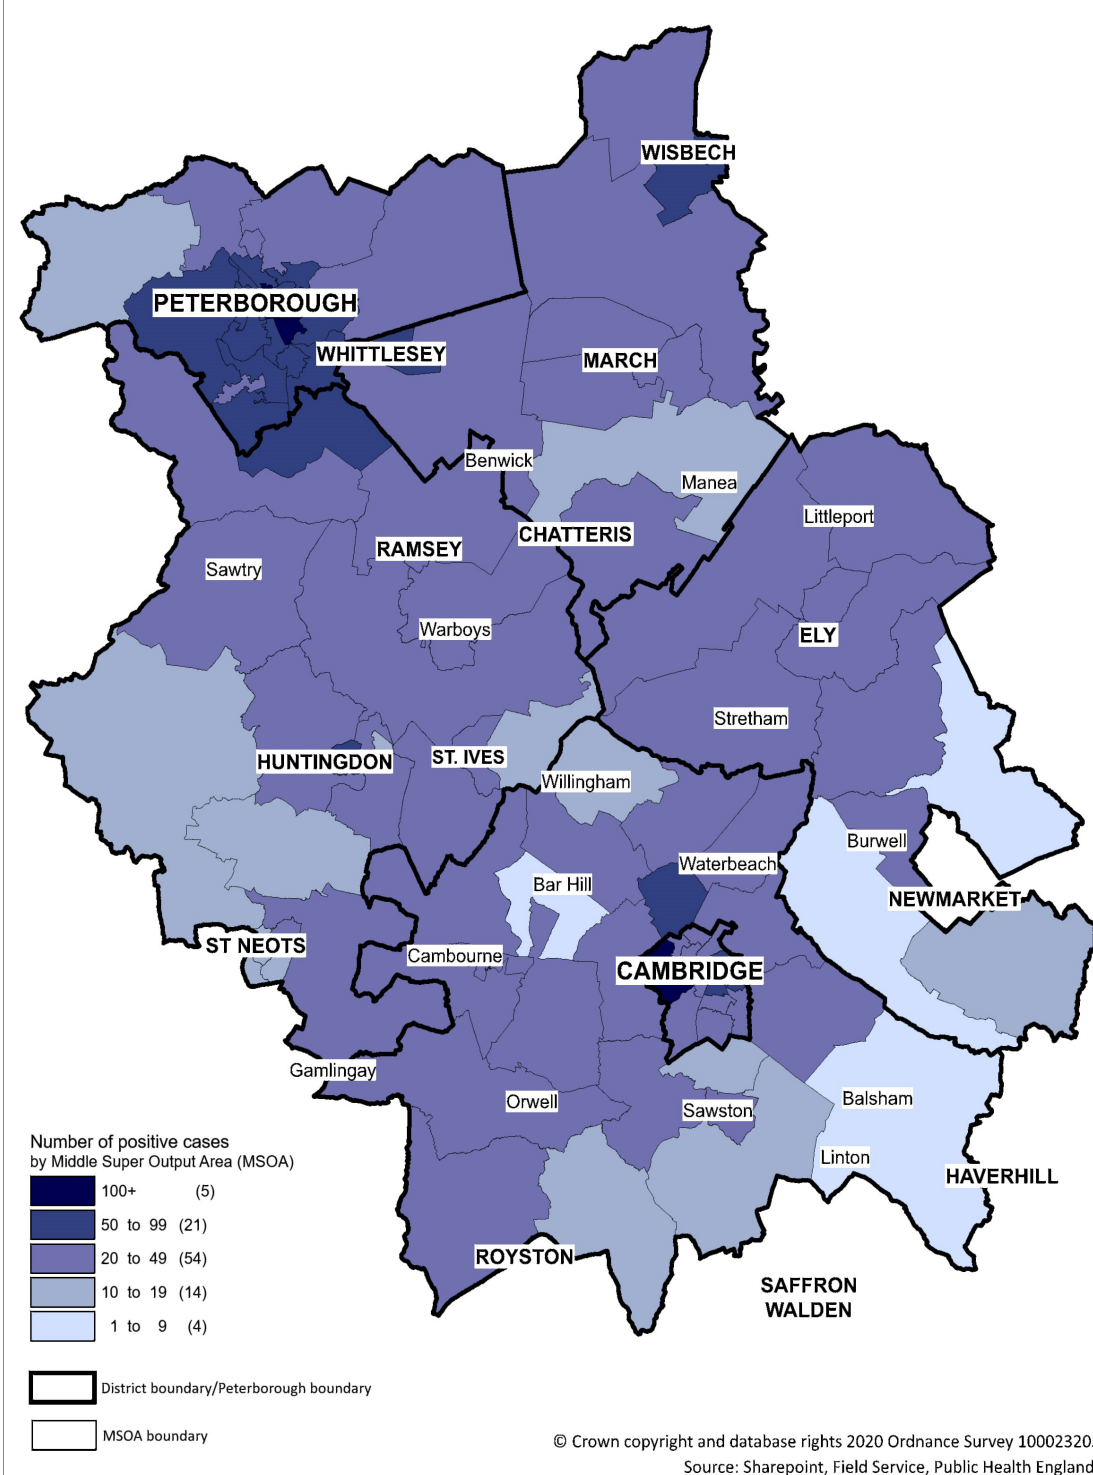 WISBECH
PETERBOROUGH
WHITTLESEY
MARCH
Benwick
Manea
Littleport
CHATTERIS
RAMSEY
Sawtry
Warboys
ELY
Stretham
HUNTINGDON
ST. IVES
Willingham
Burwell
Waterbeach
Bar Hill
NEWMARKET
ST NEOTS
Cambourne
CAMBRIDGE
Gamlingay
Orwell
Sawston
Balsham
Linton
HAVERHILL
ROYSTON
SAFFRON
WALDEN
Number of positive cases
by Middle Super Output Area (MSOA)
100+ (5)
50 to 99 (21)
20 to 49 (54)
10 to 19 (14)
1 to 9 (4)
District boundary/Peterborough boundary
MSOA boundary
© Crown copyright and database rights 2020 Ordnance Survey 10002320.
Source: Sharepoint, Field Service, Public Health England